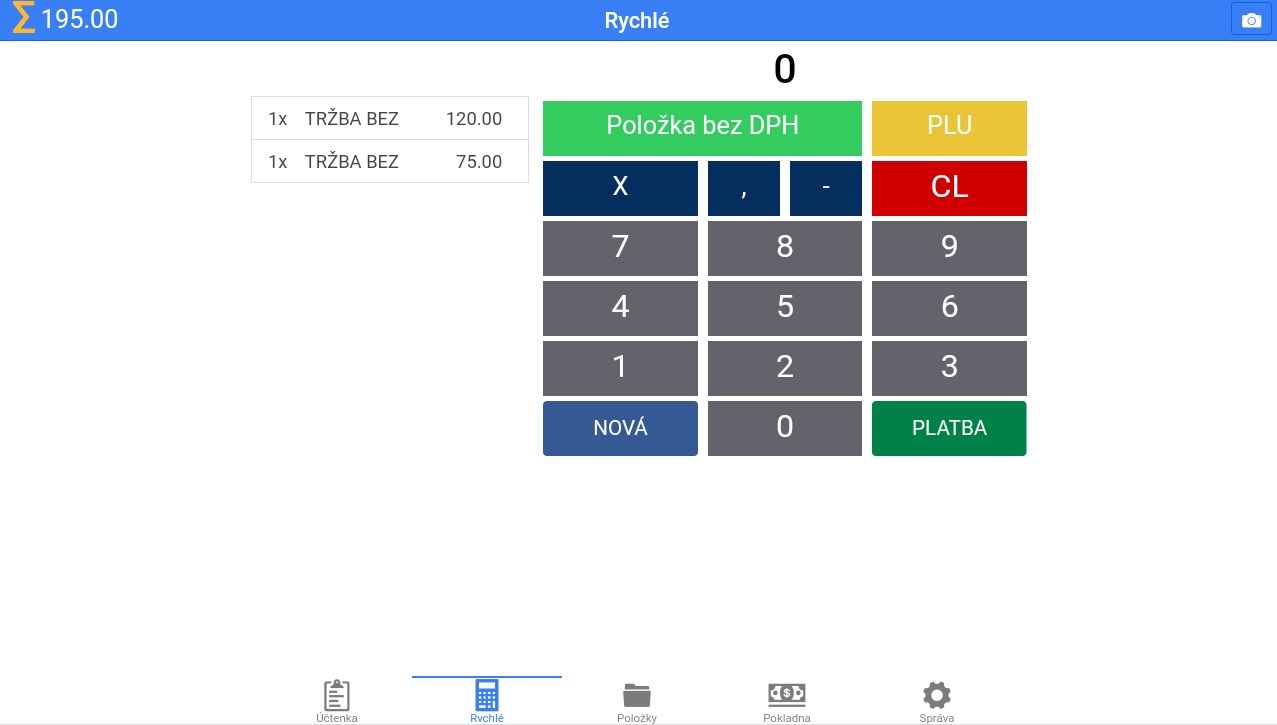 Σ 195.00
Rychlé
0
1x TRŽBA BEZ 120.00
1x TRŽBA BEZ 75.00
Položka bez DPH PLU
X , - CL
7 8 9
4 5 6
1 2 3
NOVÁ 0 PLATBA
Účtenka Rychlé Položky Pokladna Správa